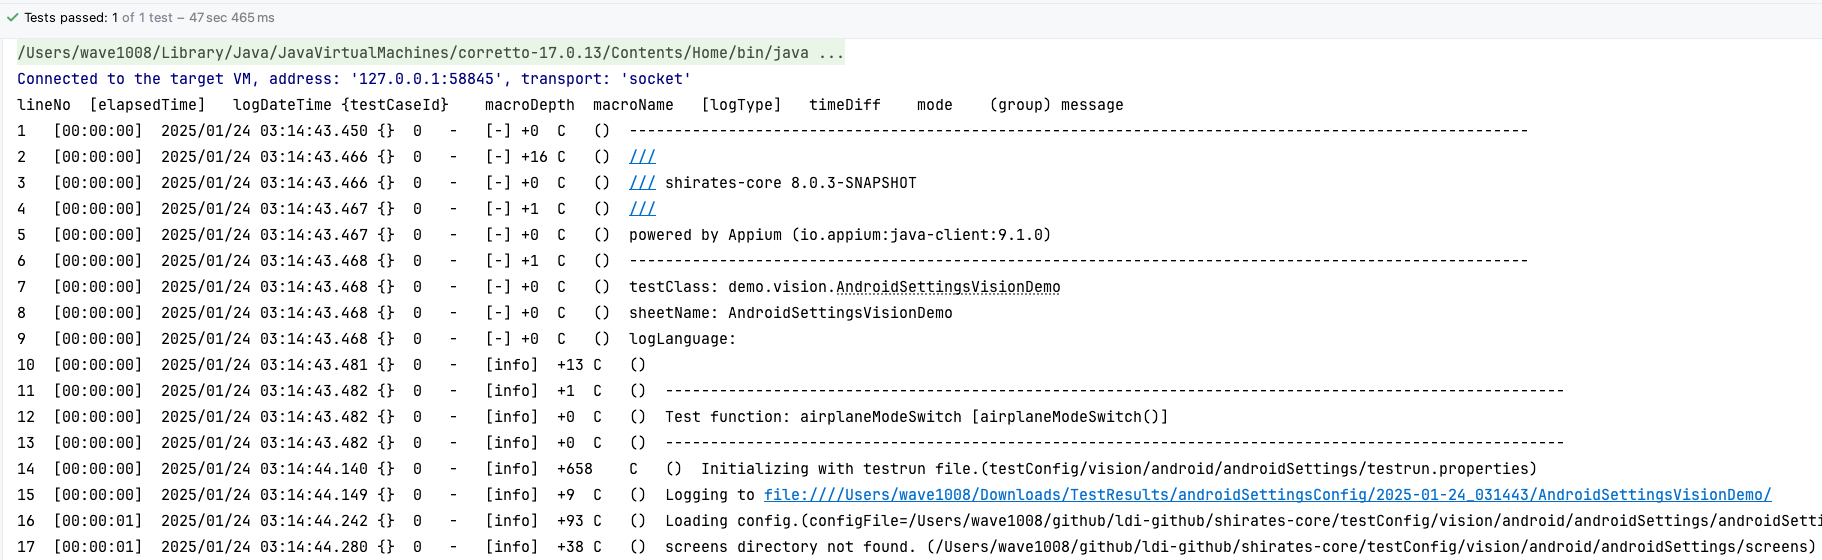 Tests passed: 1 of 1 test – 47 sec 465 ms
/Users/wave1008/Library/Java/JavaVirtualMachines/corretto-17.0.13/Contents/Home/bin/java ...
Connected to the target VM, address: '127.0.0.1:58845', transport: 'socket'
lineNo [elapsedTime] logDateTime {testCaseId} macroDepth macroName [logType] timeDiff mode (group) message
1 [00:00:00] 2025/01/24 03:14:43.450 {} 0 - [-] +0 C () ----------------------------------------------------------------------------------------------------
2 [00:00:00] 2025/01/24 03:14:43.466 {} 0 - [-] +16 C () ///
3 [00:00:00] 2025/01/24 03:14:43.466 {} 0 - [-] +0 C () /// shirates-core 8.0.3-SNAPSHOT
4 [00:00:00] 2025/01/24 03:14:43.467 {} 0 - [-] +1 C () ///
5 [00:00:00] 2025/01/24 03:14:43.467 {} 0 - [-] +0 C () powered by Appium (io.appium:java-client:9.1.0)
6 [00:00:00] 2025/01/24 03:14:43.468 {} 0 - [-] +1 C () ----------------------------------------------------------------------------------------------------
7 [00:00:00] 2025/01/24 03:14:43.468 {} 0 - [-] +0 C () testClass: demo.vision.AndroidSettingsVisionDemo
8 [00:00:00] 2025/01/24 03:14:43.468 {} 0 - [-] +0 C () sheetName: AndroidSettingsVisionDemo
9 [00:00:00] 2025/01/24 03:14:43.468 {} 0 - [-] +0 C () logLanguage:
10 [00:00:00] 2025/01/24 03:14:43.481 {} 0 - [info] +13 C ()
11 [00:00:00] 2025/01/24 03:14:43.482 {} 0 - [info] +1 C () ----------------------------------------------------------------------------------------------------
12 [00:00:00] 2025/01/24 03:14:43.482 {} 0 - [info] +0 C () Test function: airplaneModeSwitch [airplaneModeSwitch()]
13 [00:00:00] 2025/01/24 03:14:43.482 {} 0 - [info] +0 C () ----------------------------------------------------------------------------------------------------
14 [00:00:00] 2025/01/24 03:14:44.140 {} 0 - [info] +658 C () Initializing with testrun file.(testConfig/vision/android/androidSettings/testrun.properties)
15 [00:00:00] 2025/01/24 03:14:44.149 {} 0 - [info] +9 C () Logging to file:////Users/wave1008/Downloads/TestResults/androidSettingsConfig/2025-01-24_031443/AndroidSettingsVisionDemo/
16 [00:00:01] 2025/01/24 03:14:44.242 {} 0 - [info] +93 C () Loading config.(configFile=/Users/wave1008/github/ldi-github/shirates-core/testConfig/vision/android/androidSettings/androidSetti
17 [00:00:01] 2025/01/24 03:14:44.280 {} 0 - [info] +38 C () screens directory not found. (/Users/wave1008/github/ldi-github/shirates-core/testConfig/vision/android/androidSettings/screens)